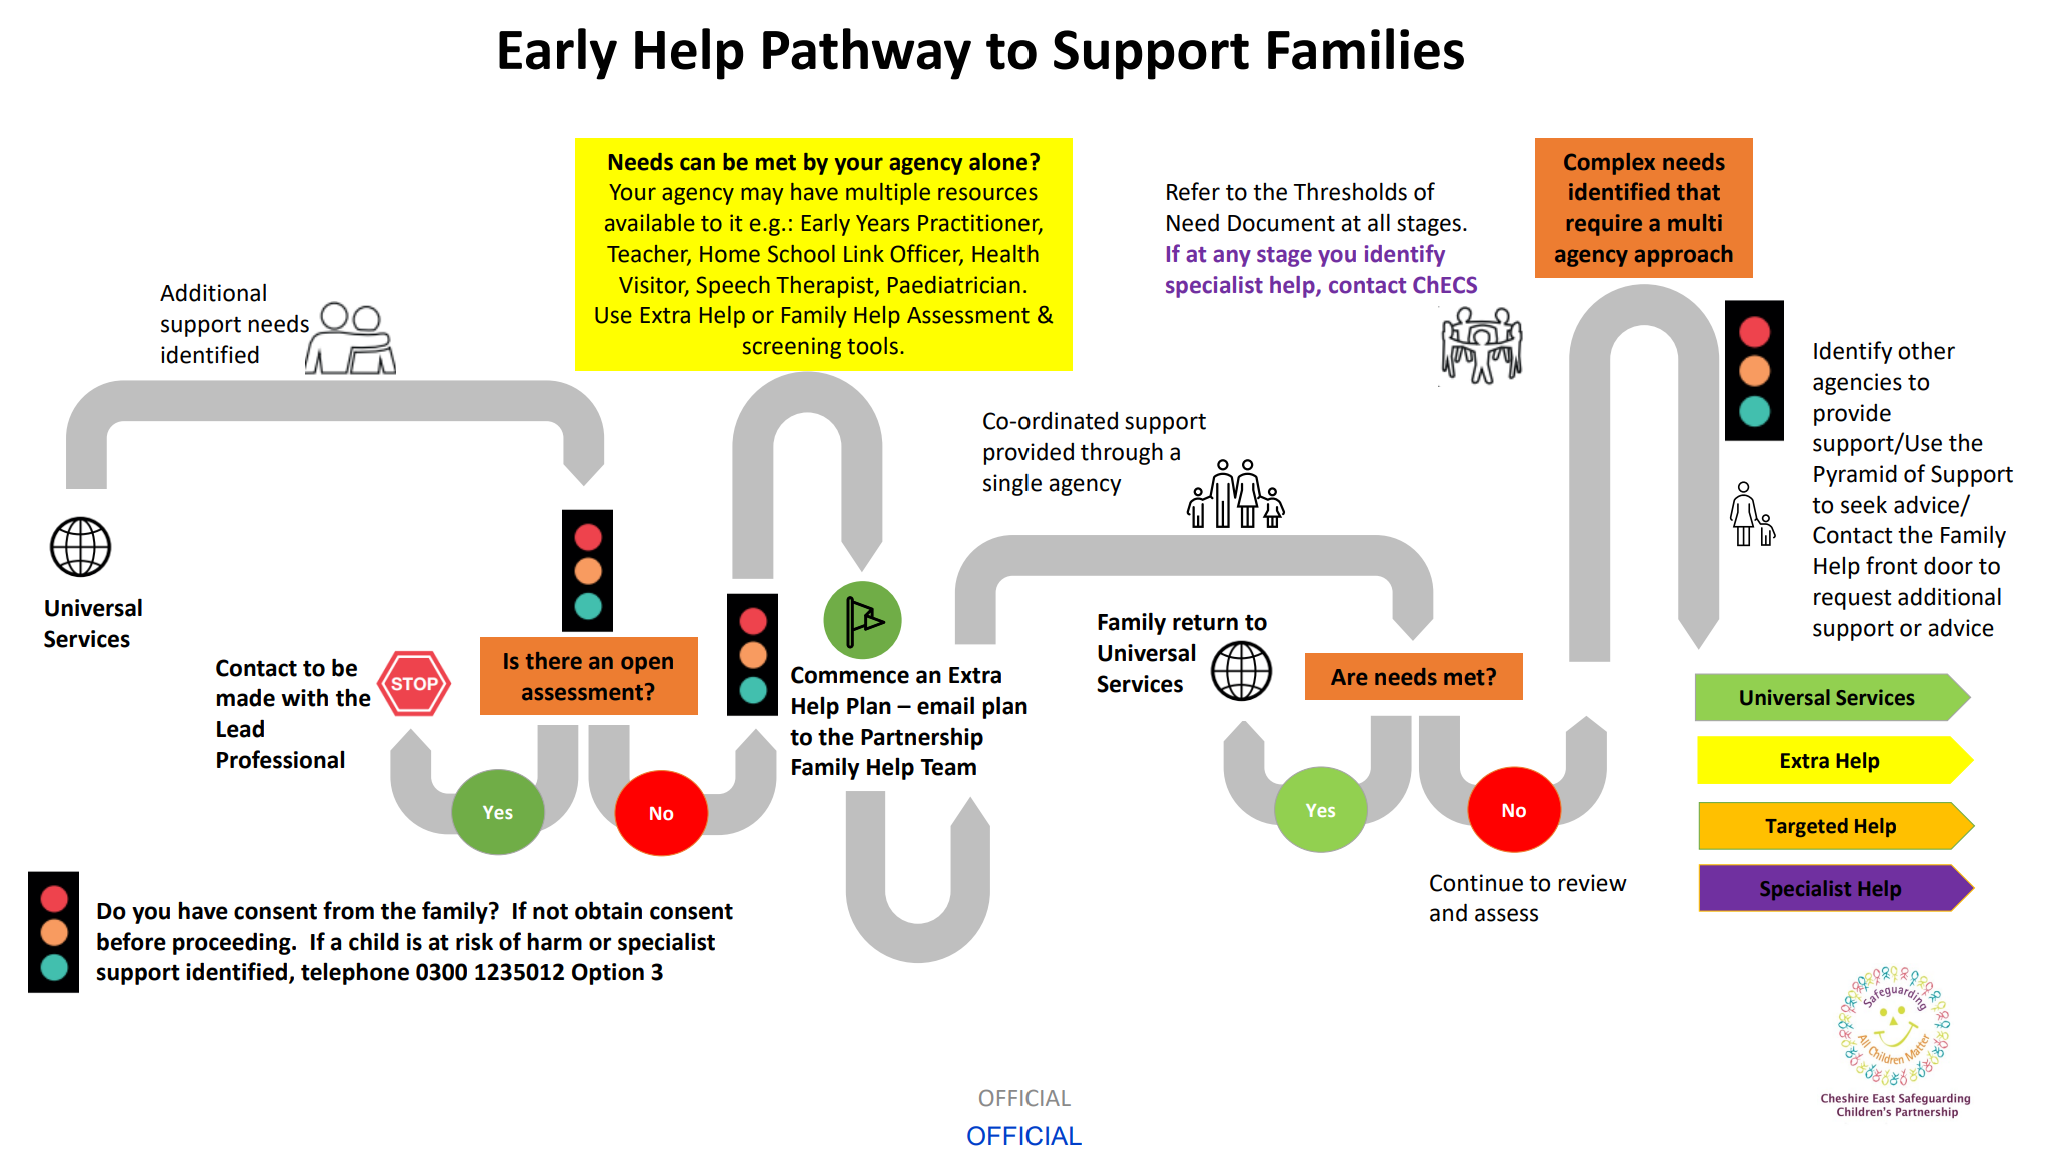 Early Help Pathway to Support Families
Additional
support needs
identified
Universal
Services
Contact to be
made with the
Lead
Professional
STOP
Is there an open
assessment?
Yes
No
Do you have consent from the family?  If not obtain consent
before proceeding.  If a child is at risk of harm or specialist
support identified, telephone 0300 1235012 Option 3
Needs can be met by your agency alone?
Your agency may have multiple resources
available to it e.g.: Early Years Practitioner,
Teacher, Home School Link Officer, Health
Visitor, Speech Therapist, Paediatrician.
Use Extra Help or Family Help Assessment &
screening tools.
Commence an Extra
Help Plan – email plan
to the Partnership
Family Help Team
Co-ordinated support
provided through a
single agency
Refer to the Thresholds of
Need Document at all stages.
If at any stage you identify
specialist help, contact ChECS
Family return to
Universal
Services
Are needs met?
Yes
No
Continue to review
and assess
Complex needs
identified that
require a multi
agency approach
Identify other
agencies to
provide
support/Use the
Pyramid of Support
to seek advice/
Contact the Family
Help front door to
request additional
support or advice
Universal Services
Extra Help
Targeted Help
Specialist Help
Safeguarding
All Children Matter
Cheshire East Safeguarding
Children's Partnership
OFFICIAL
OFFICIAL